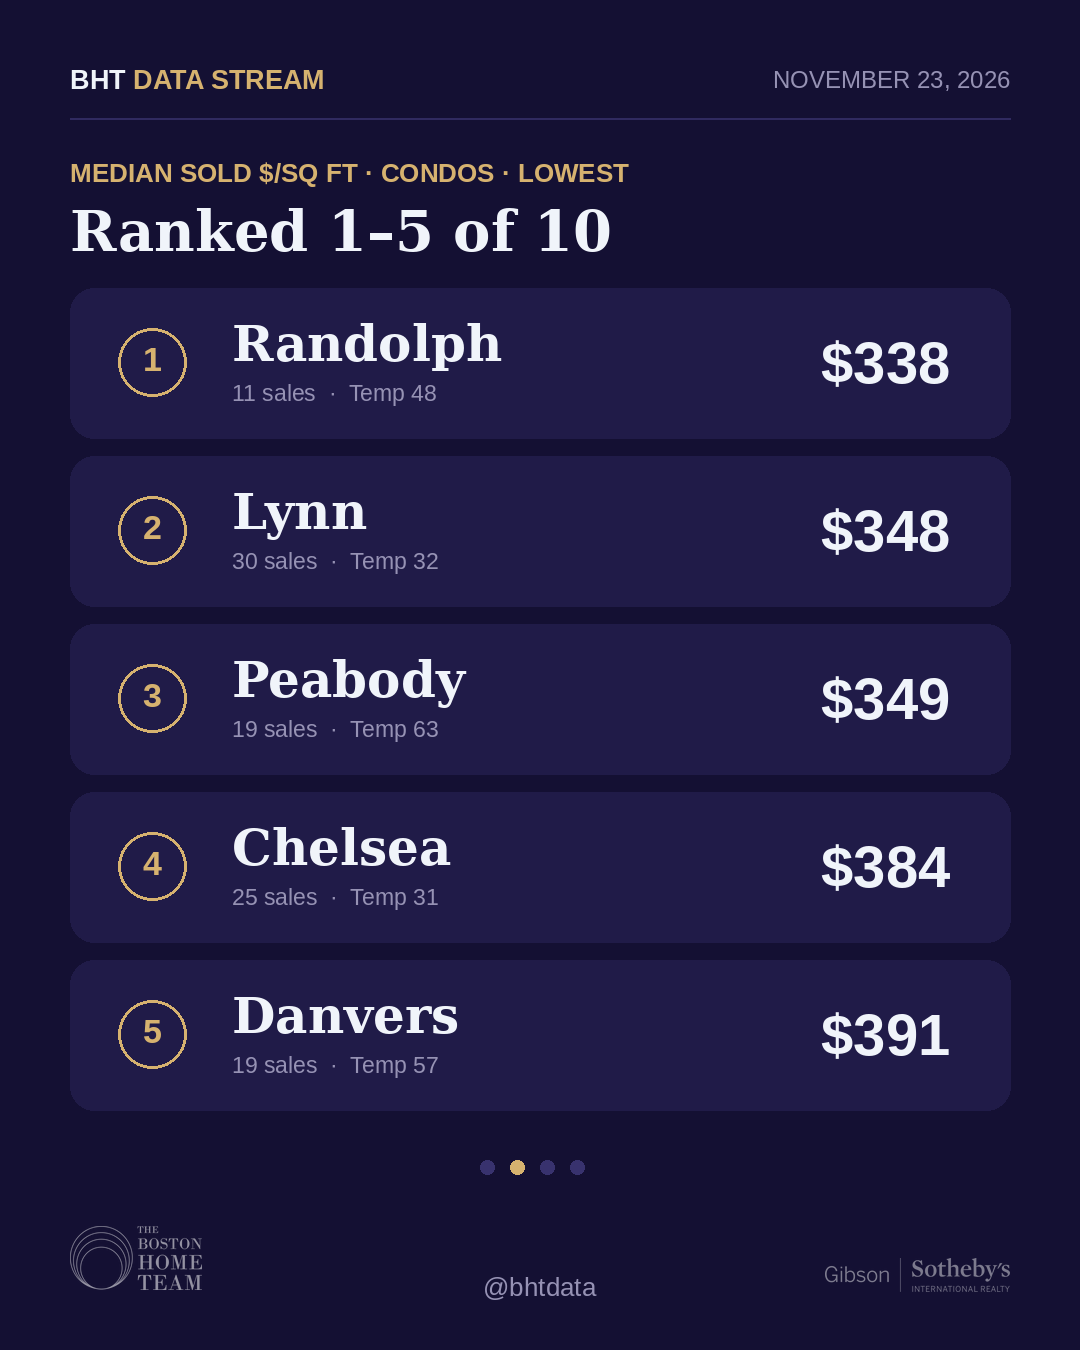 BHT DATA STREAM
NOVEMBER 23, 2026
MEDIAN SOLD $/SQ FT · CONDOS · LOWEST
Ranked 1–5 of 10
1
Randolph
11 sales · Temp 48
$338
2
Lynn
30 sales · Temp 32
$348
3
Peabody
19 sales · Temp 63
$349
4
Chelsea
25 sales · Temp 31
$384
5
Danvers
19 sales · Temp 57
$391
THE
BOSTON
HOME
TEAM
@bhtdata
Gibson
Sotheby's
INTERNATIONAL REALTY